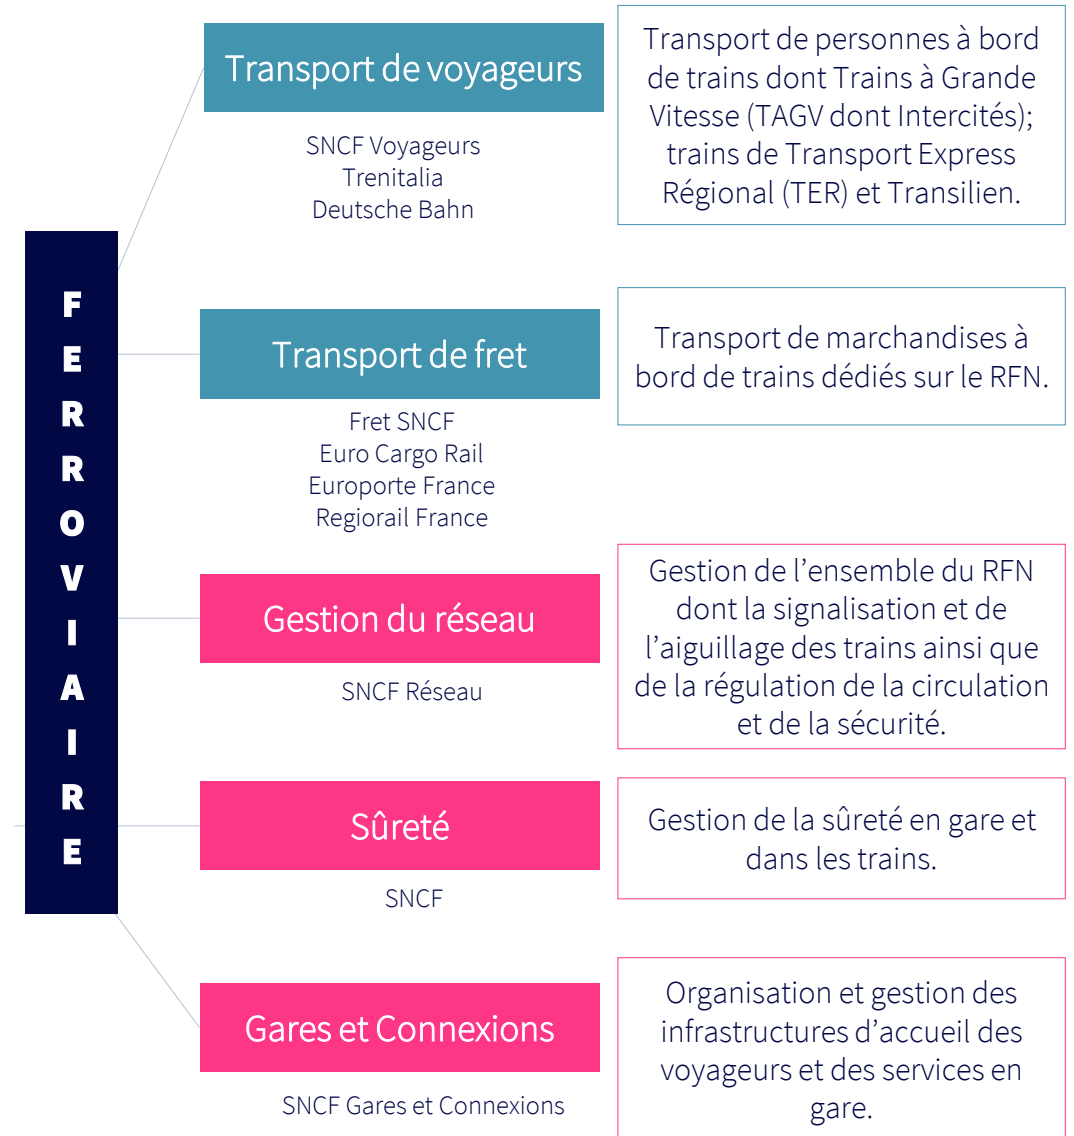 FERROVIAIRE
Transport de voyageurs
SNCF Voyageurs
Trenitalia
Deutsche Bahn
Transport de personnes à bord
de trains dont Trains à Grande
Vitesse (TAGV dont Intercités);
trains de Transport Express
Régional (TER) et Transilien.
Transport de fret
Fret SNCF
Euro Cargo Rail
Europorte France
Regiorail France
Transport de marchandises à
bord de trains dédiés sur le RFN.
Gestion du réseau
SNCF Réseau
Gestion de l’ensemble du RFN
dont la signalisation et de
l’aiguillage des trains ainsi que
de la régulation de la circulation
et de la sécurité.
Sûreté
SNCF
Gestion de la sûreté en gare et
dans les trains.
Gares et Connexions
SNCF Gares et Connexions
Organisation et gestion des
infrastructures d’accueil des
voyageurs et des services en
gare.